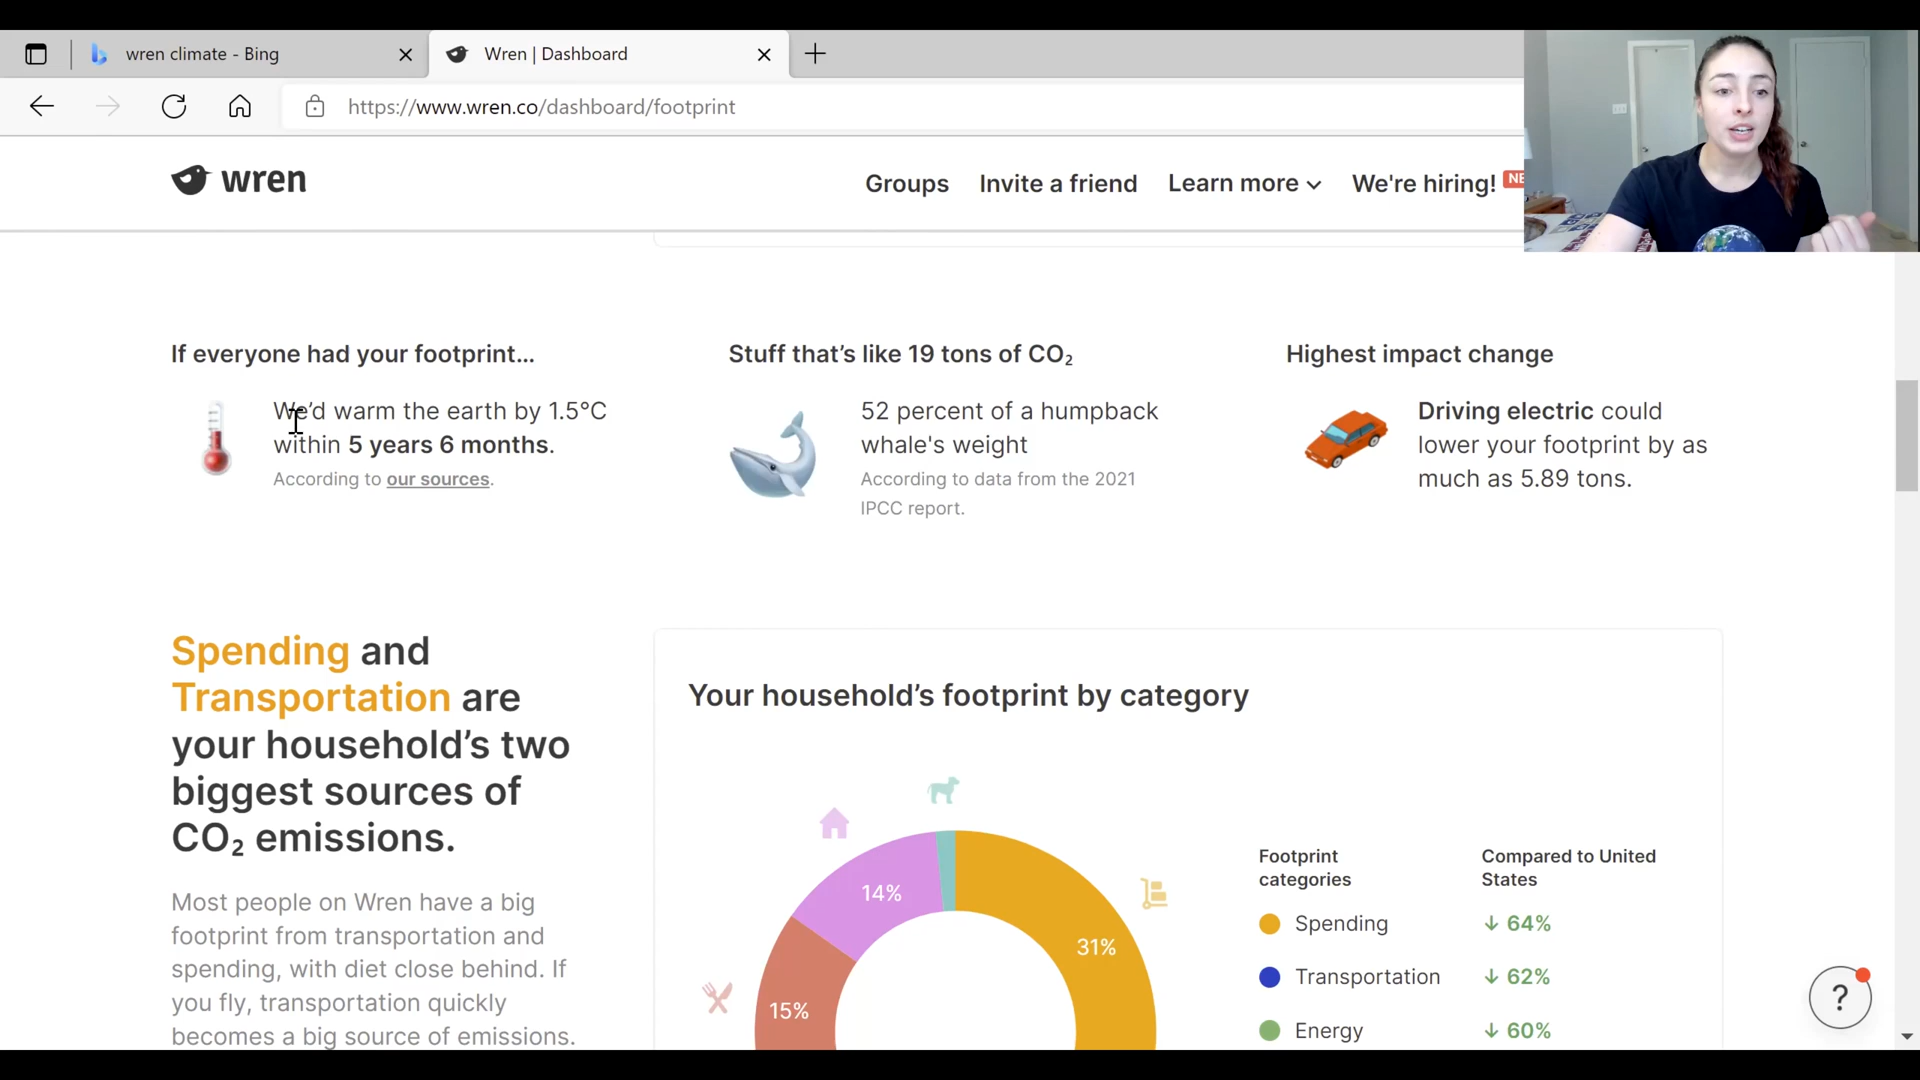 wren climate - Bing
Wren | Dashboard
https://www.wren.co/dashboard/footprint
wren
Groups
Invite a friend
Learn more
We're hiring!
If everyone had your footprint...
We'd warm the earth by 1.5°C
within 5 years 6 months.
According to our sources.
Stuff that's like 19 tons of CO₂
52 percent of a humpback
whale's weight
According to data from the 2021
IPCC report.
Highest impact change
Driving electric could
lower your footprint by as
much as 5.89 tons.
Spending and
Transportation are
your household's two
biggest sources of
CO₂ emissions.
Most people on Wren have a big
footprint from transportation and
spending, with diet close behind. If
you fly, transportation quickly
becomes a big source of emissions.
Your household's footprint by category
14%
31%
15%
Footprint
categories
Compared to United
States
Spending
↓ 64%
Transportation
↓ 62%
Energy
↓ 60%
?